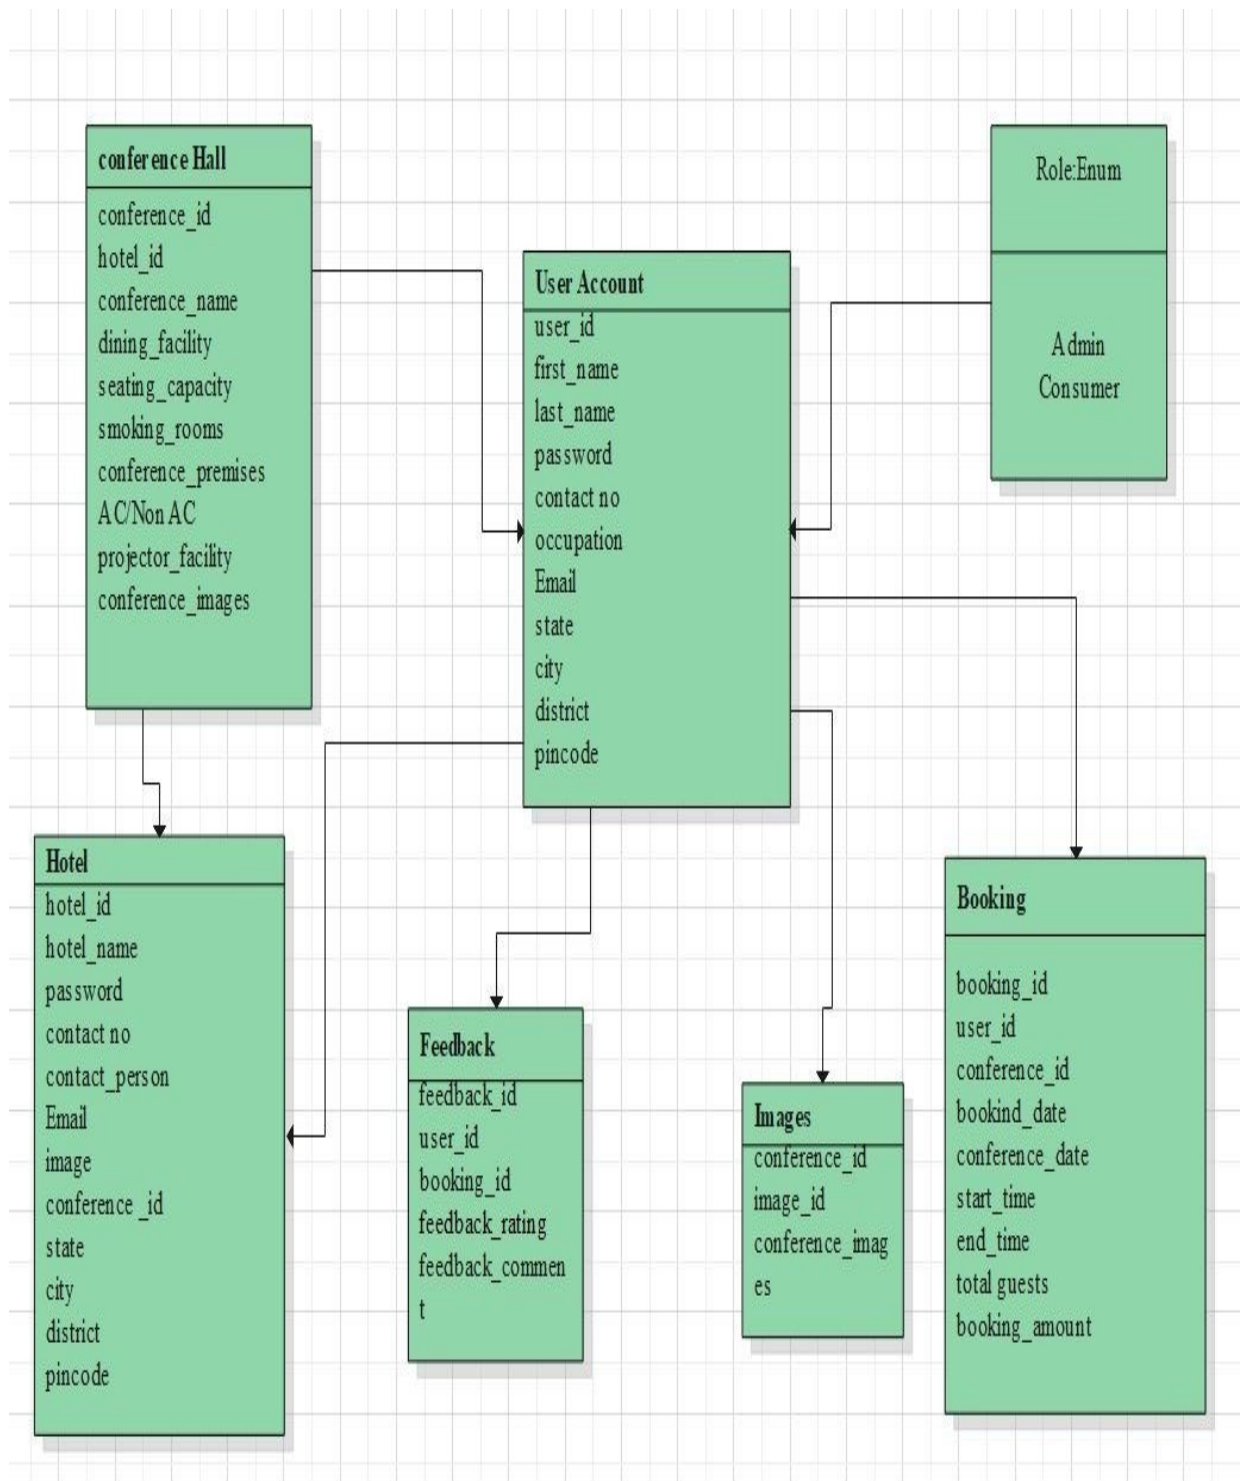 conference Hall
conference_id
hotel_id
conference_name
dining_facility
seating_capacity
smoking_rooms
conference_premises
AC/Non AC
projector_facility
conference_images
User Account
user_id
first_name
last_name
password
contact no
occupation
Email
state
city
district
pincode
Role:Enum
Admin
Consumer
Hotel
hotel_id
hotel_name
password
contact no
contact_person
Email
image
conference _id
state
city
district
pincode
Feedback
feedback_id
user_id
booking_id
feedback_rating
feedback_commen
t
Images
conference_id
image_id
conference_imag
es
Booking
booking_id
user_id
conference_id
bookind_date
conference_date
start_time
end_time
total guests
booking_amount